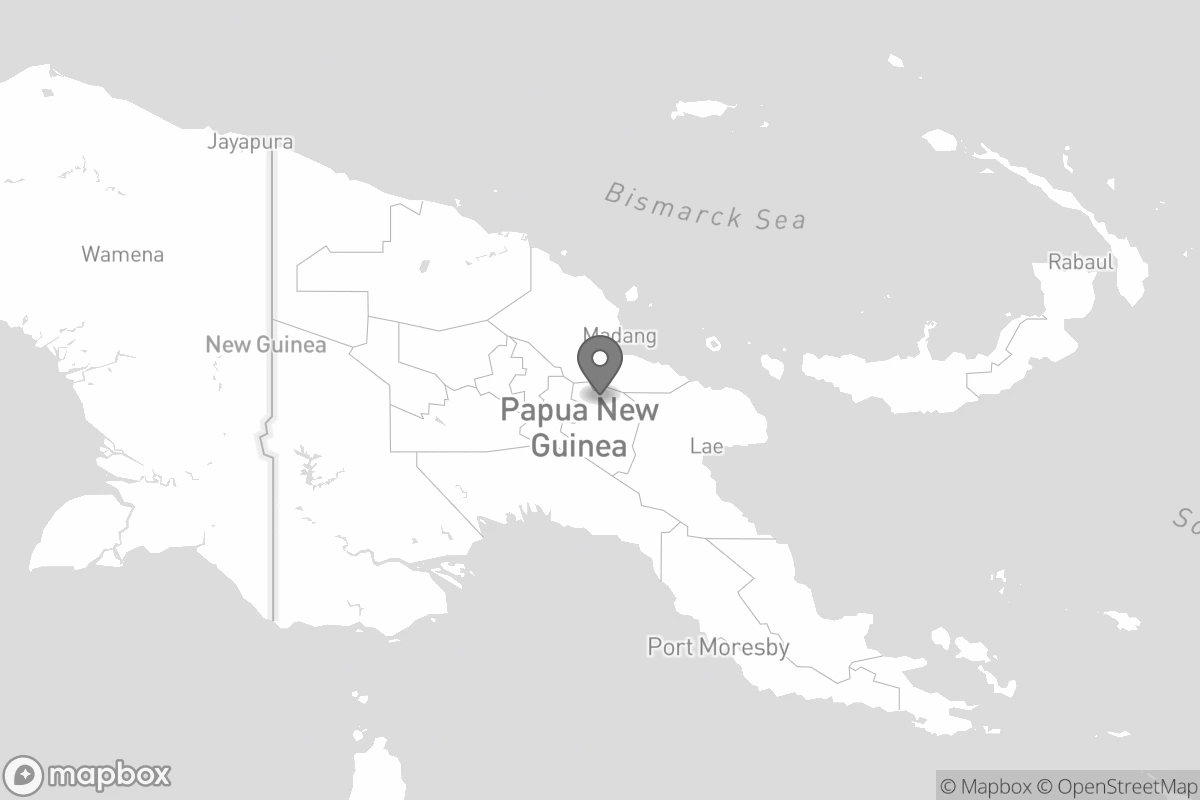 Jayapura
Bismarck Sea
Wamena
Rabaul
New Guinea
Madang
Papua New
Guinea
Lae
So
Port Moresby
mapbox
© Mapbox © OpenStreetMap